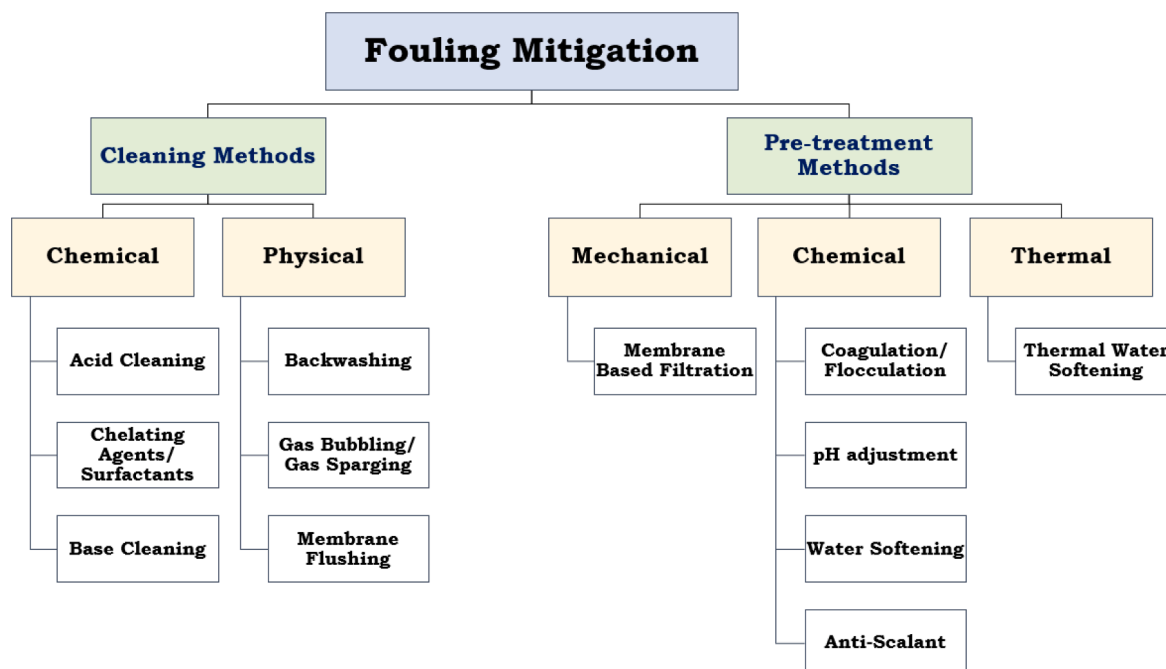 Fouling Mitigation
Cleaning Methods
Pre-treatment
Methods
Chemical
Physical
Mechanical
Chemical
Thermal
Acid Cleaning
Chelating
Agents/
Surfactants
Base Cleaning
Backwashing
Gas Bubbling/
Gas Sparging
Membrane
Flushing
Membrane
Based Filtration
Coagulation/
Flocculation
pH adjustment
Water Softening
Anti-Scalant
Thermal Water
Softening